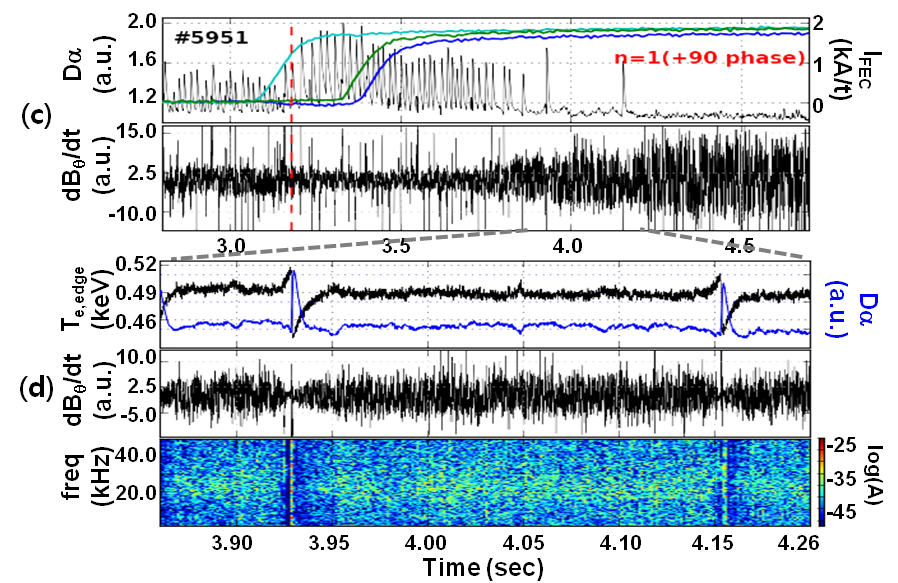 (c)
#5951
n=1(+90 phase)
Dα
(a.u.)
2.0
1.6
1.2
2
1
0
I_FEC
(kA/t)
dBθ/dt
(a.u.)
15.0
2.5
-10.0
3.0 3.5 4.0 4.5
(d)
Te,edge
(keV)
0.52
0.49
0.46
Dα
(a.u.)
dBθ/dt
(a.u.)
10.0
2.5
-5.0
freq
(kHz)
40.0
20.0
-25
-35
-45
log(A)
3.90 3.95 4.00 4.05 4.10 4.15 4.26
Time (sec)